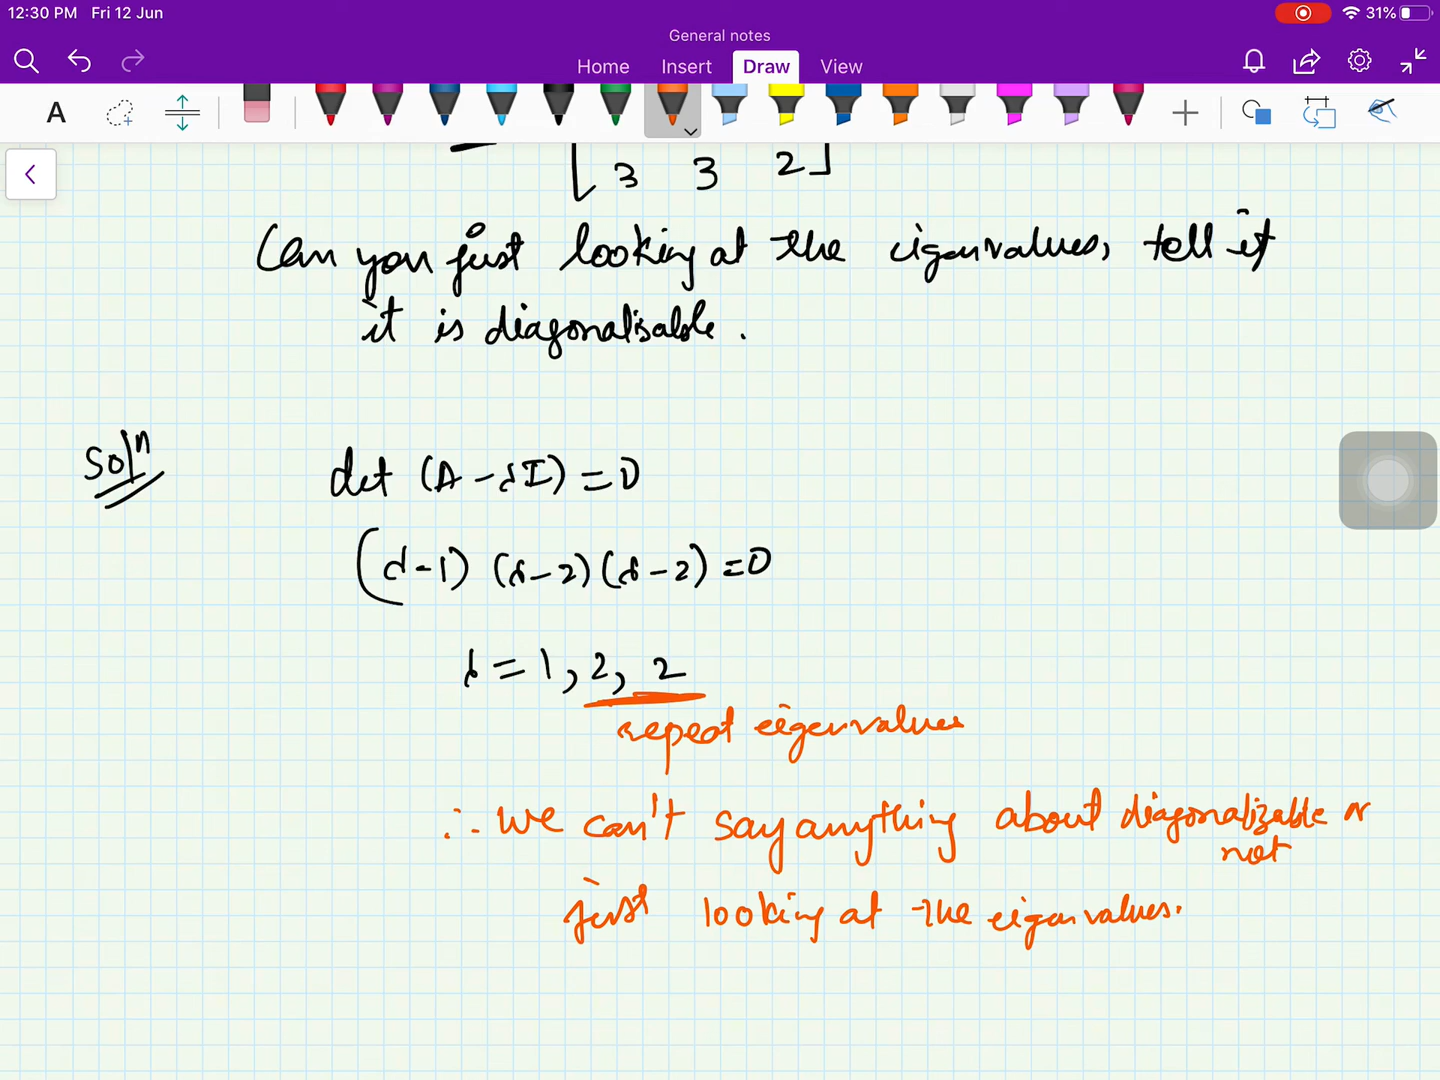 12:30 PM Fri 12 Jun
31%
General notes
Home Insert Draw View
A
3 3 2
Can you just looking at the eigenvalues, tell if
it is diagonalisable.
Solⁿ
det (A - λI) = 0
(λ-1) (λ-2) (λ-2) = 0
λ = 1, 2, 2
repeat eigenvalues
∴ We can't say anything about diagonalizable or
not
just looking at the eigenvalues.